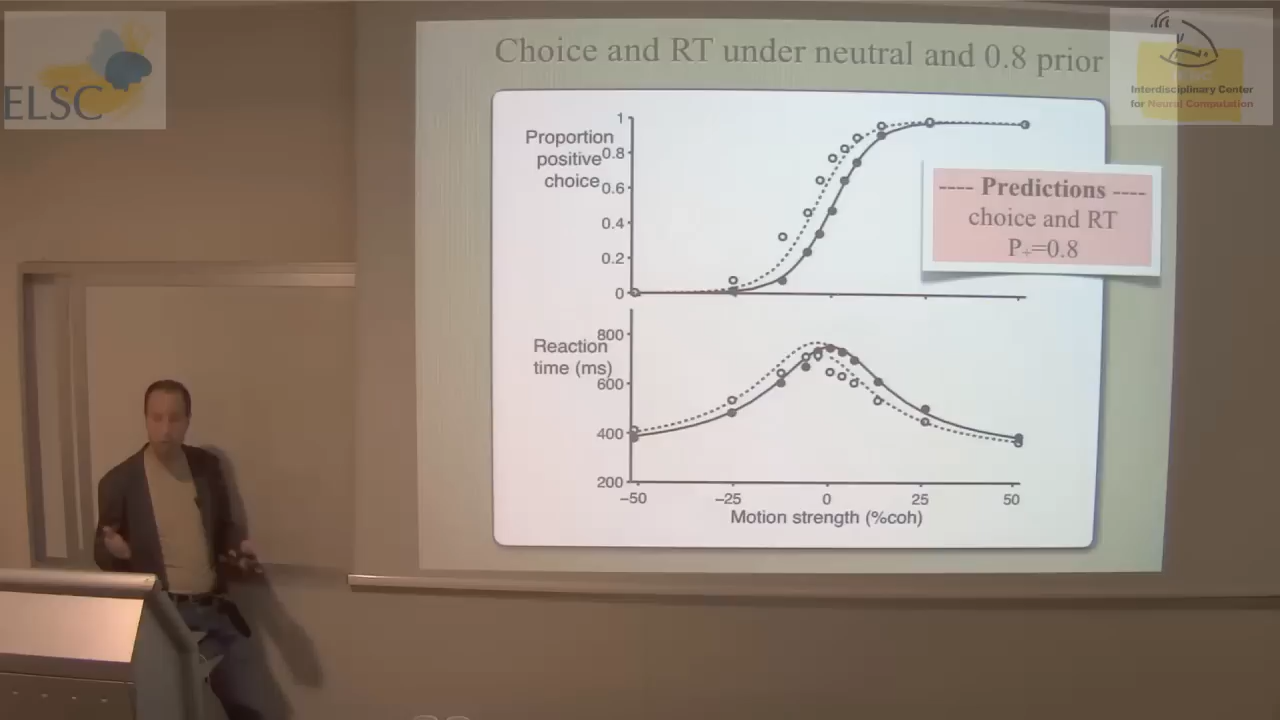 ELSC
Choice and RT under neutral and 0.8 prior
Interdisciplinary Center
for Neural Computation
Proportion
positive
choice
1
0.8
0.6
0.4
0.2
0
---- Predictions ----
choice and RT
P+=0.8
Reaction
time (ms)
800
600
400
200
−50 −25 0 25 50
Motion strength (%coh)